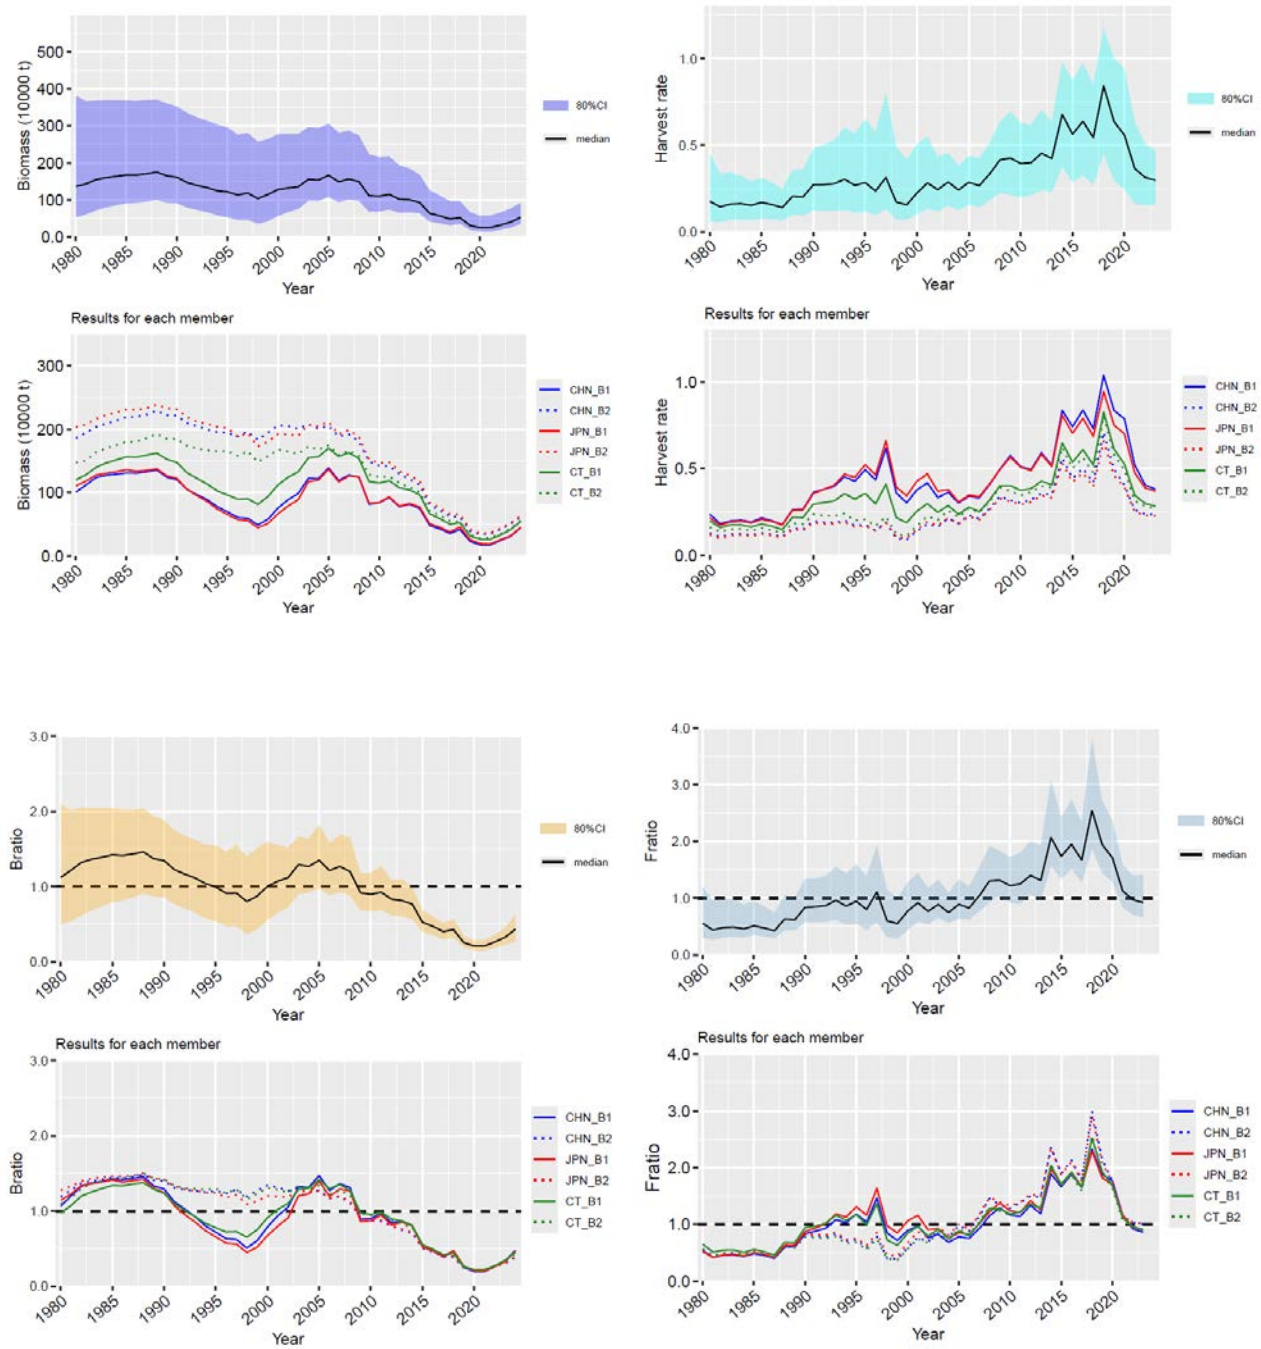 500
400
300
200
100
0.0
Biomass (10000 t)
1980
1985
1990
1995
2000
2005
2010
2015
2020
Year
80%CI
median
1.0
0.5
0.0
Harvest rate
1980
1985
1990
1995
2000
2005
2010
2015
2020
Year
80%CI
median
Results for each member
300
200
100
0.0
Biomass (10000 t)
1980
1985
1990
1995
2000
2005
2010
2015
2020
Year
CHN_B1
CHN_B2
JPN_B1
JPN_B2
CT_B1
CT_B2
Results for each member
1.0
0.5
0.0
Harvest rate
1980
1985
1990
1995
2000
2005
2010
2015
2020
Year
CHN_B1
CHN_B2
JPN_B1
JPN_B2
CT_B1
CT_B2
3.0
2.0
1.0
0.0
Bratio
1980
1985
1990
1995
2000
2005
2010
2015
2020
Year
80%CI
median
4.0
3.0
2.0
1.0
0.0
Fratio
1980
1985
1990
1995
2000
2005
2010
2015
2020
Year
80%CI
median
Results for each member
3.0
2.0
1.0
0.0
Bratio
1980
1985
1990
1995
2000
2005
2010
2015
2020
Year
CHN_B1
CHN_B2
JPN_B1
JPN_B2
CT_B1
CT_B2
Results for each member
4.0
3.0
2.0
1.0
0.0
Fratio
1980
1985
1990
1995
2000
2005
2010
2015
2020
Year
CHN_B1
CHN_B2
JPN_B1
JPN_B2
CT_B1
CT_B2